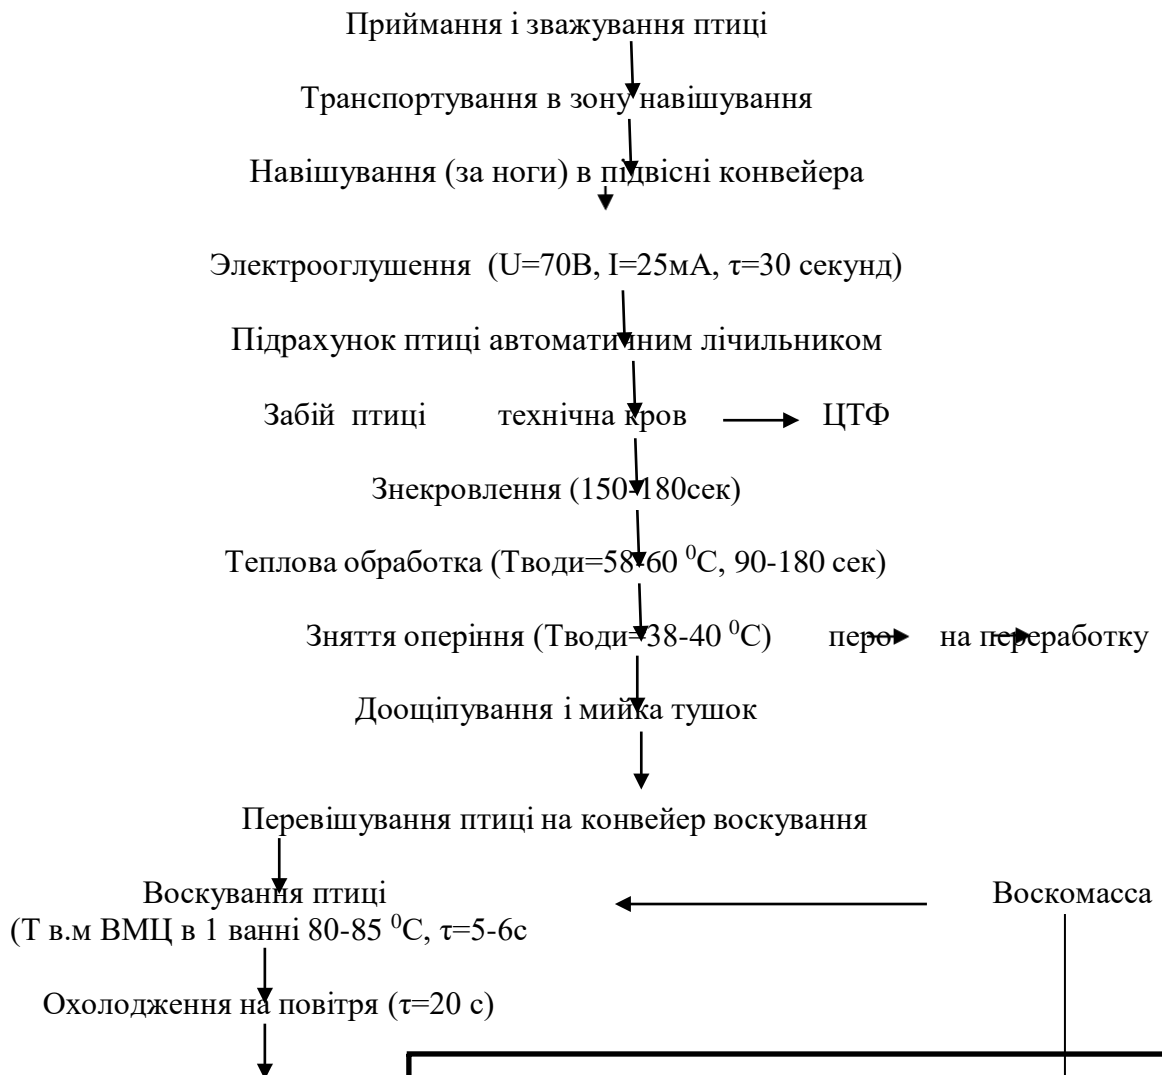 Приймання і зважування птиці
Транспортування в зону навішування
Навішування (за ноги) в підвісні конвейера
Электрооглушення (U=70В, I=25мА, τ=30 секунд)
Підрахунок птиці автоматичним лічильником
Забій птиці технічна кров ЦТФ
Знекровлення (150-180сек)
Теплова обработка (Тводи=58-60 ⁰С, 90-180 сек)
Зняття оперіння (Тводи=38-40 ⁰С) перо на переработку
Доощіпування і мийка тушок
Перевішування птиці на конвейер воскування
Воскування птиці Воскомасса
(Т в.м ВМЦ в 1 ванні 80-85 ⁰С, τ=5-6с
Охолодження на повітря (τ=20 с)